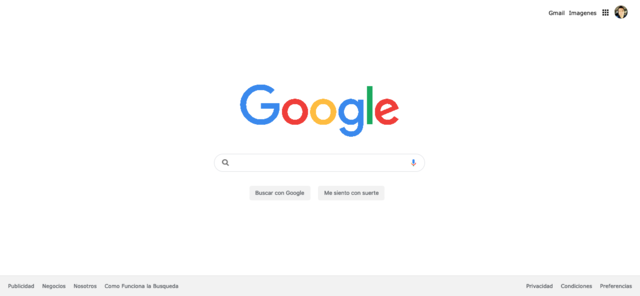 Gmail Imagenes
Google
Buscar con Google Me siento con suerte
Publicidad Negocios Nosotros Como Funciona la Busqueda Privacidad Condiciones Preferencias